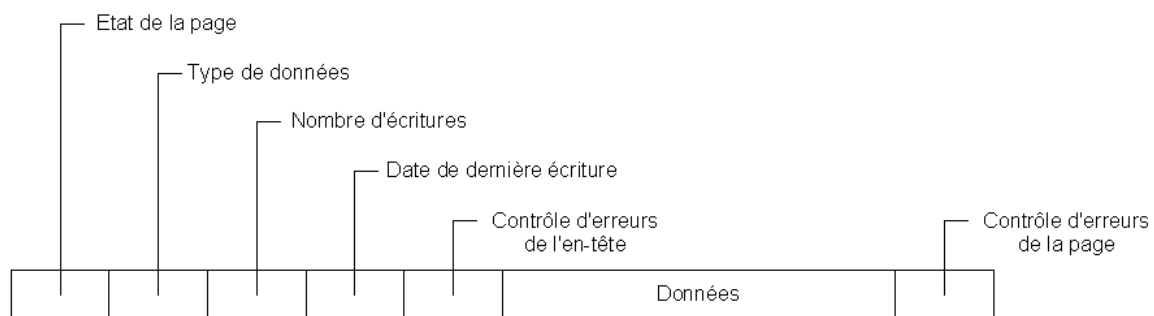 Etat de la page
Type de données
Nombre d'écritures
Date de dernière écriture
Contrôle d'erreurs
de l'en-tête
Contrôle d'erreurs
de la page
Données